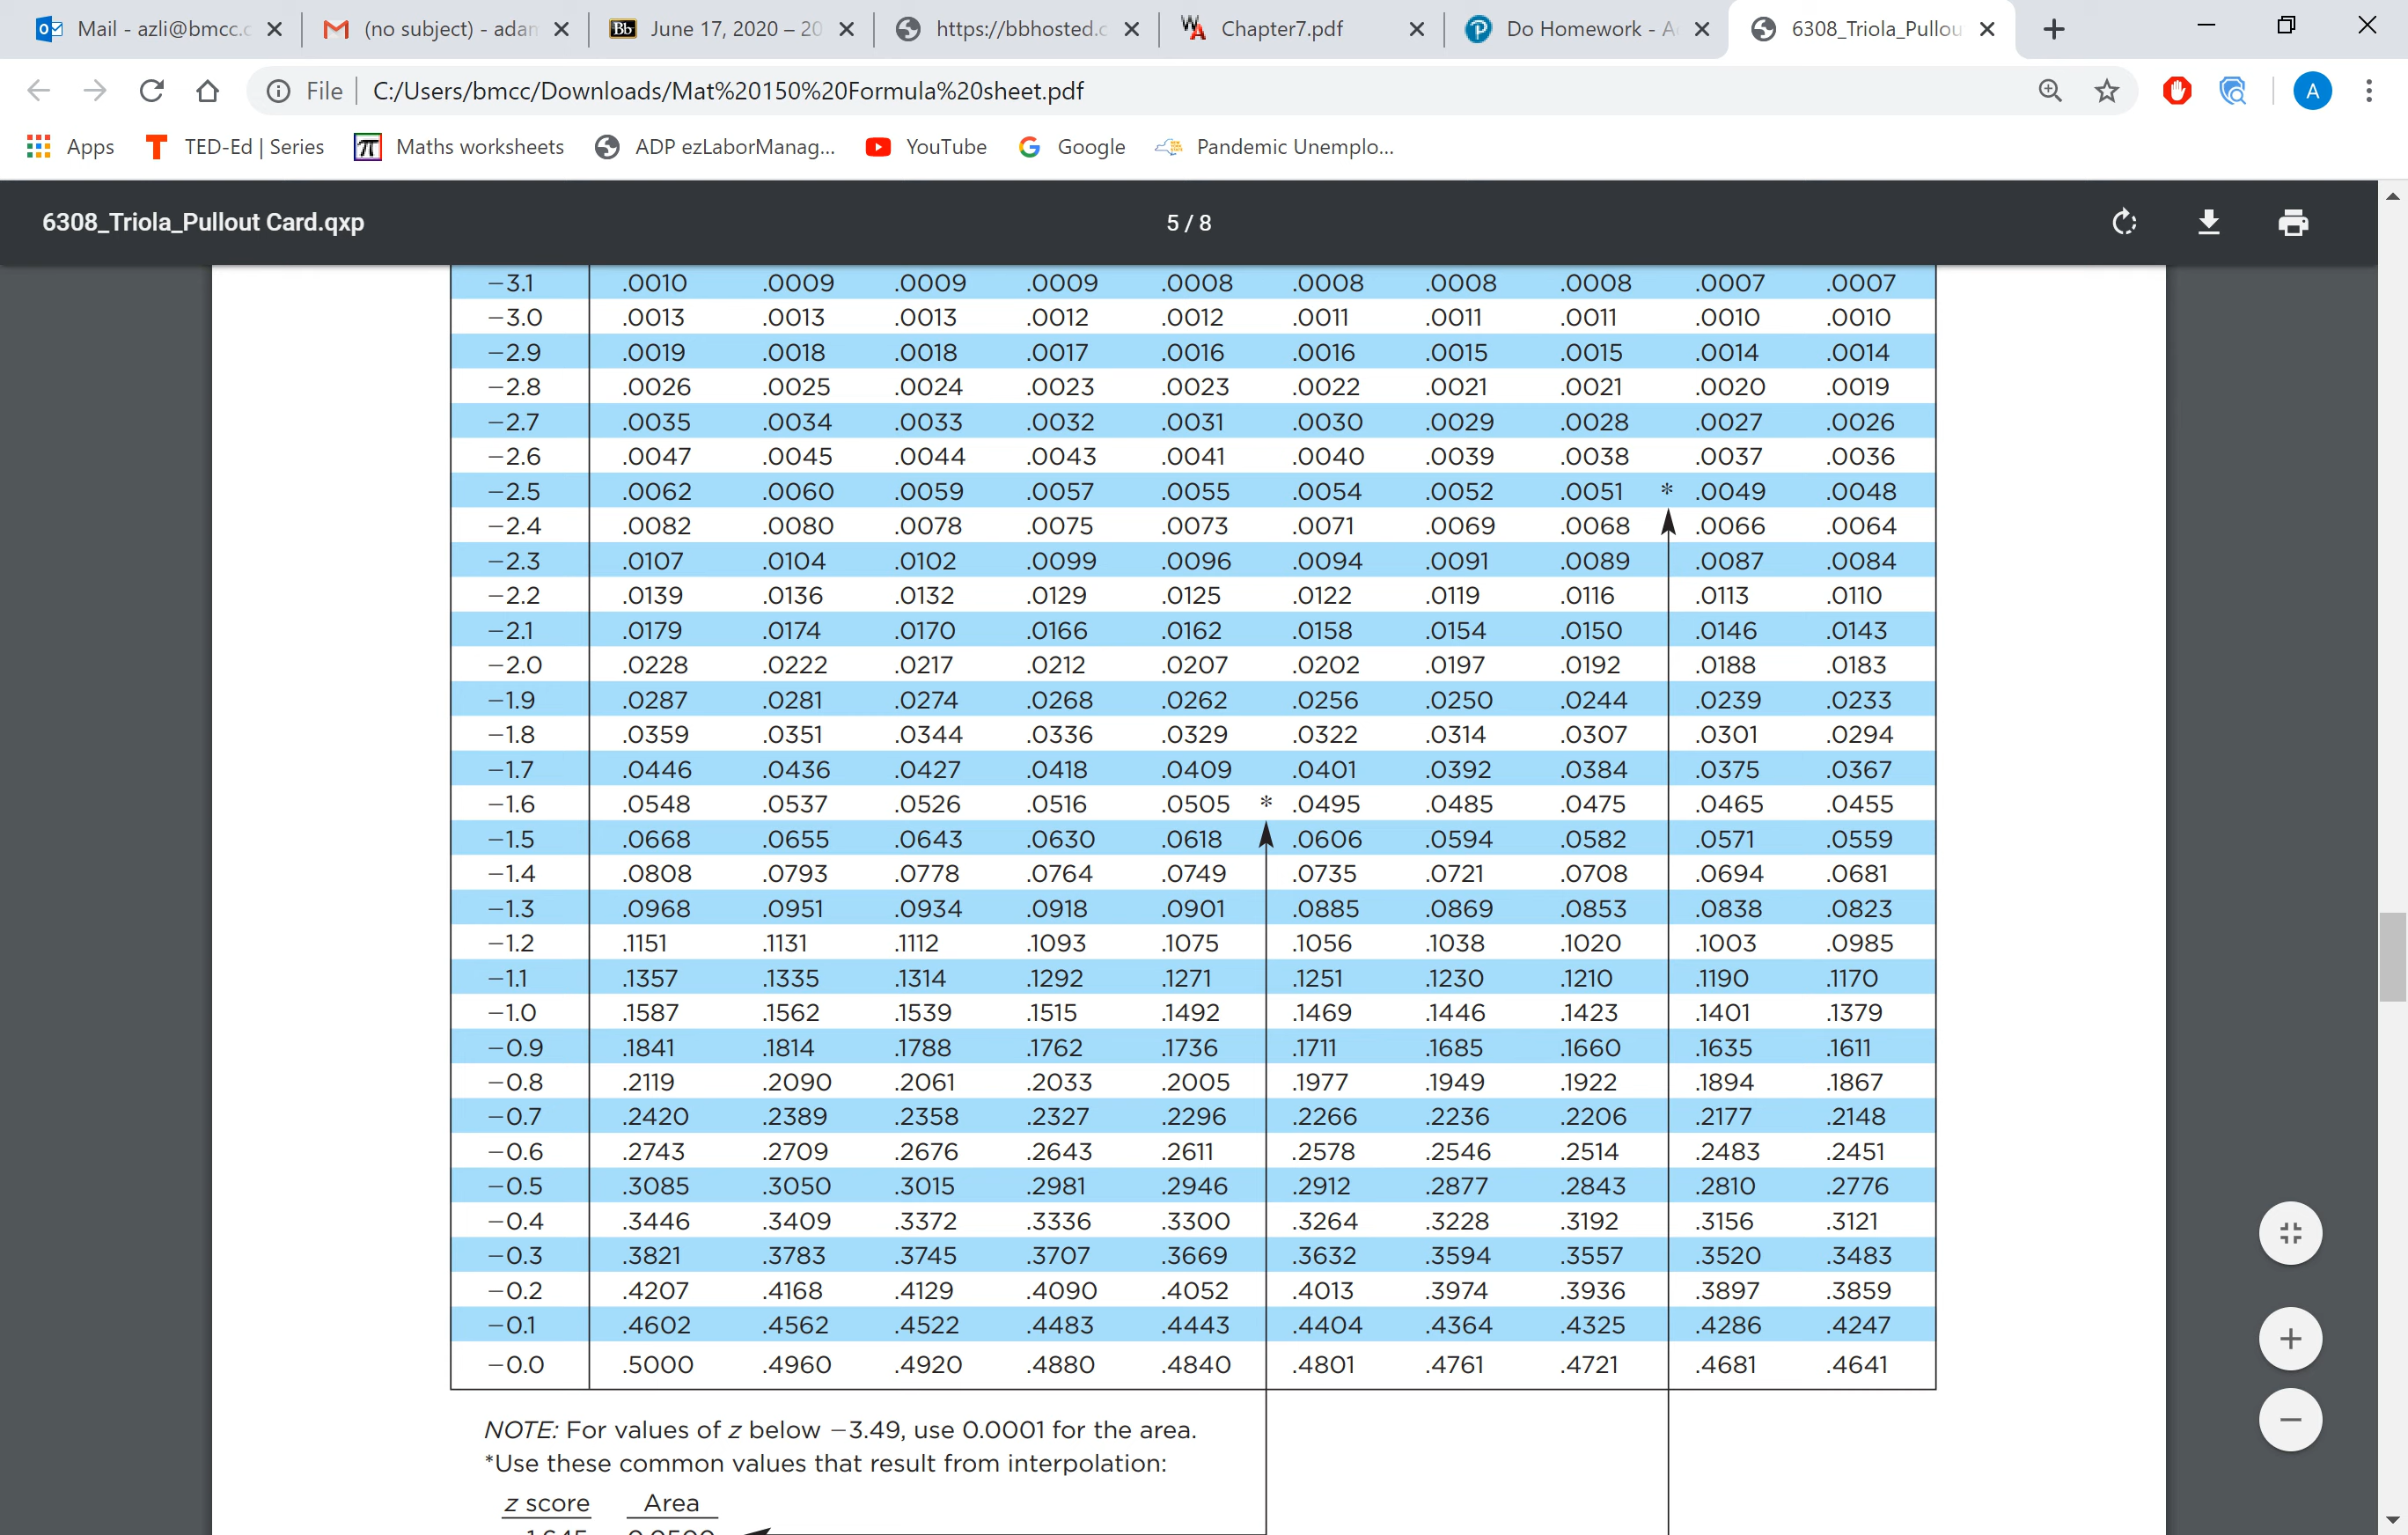 Mail - azli@bmcc.c
(no subject) - adan
Bb June 17, 2020 – 20
https://bbhosted.c
Chapter7.pdf
Do Homework - A
6308_Triola_Pullou
File C:/Users/bmcc/Downloads/Mat%20150%20Formula%20sheet.pdf A
Apps TED-Ed | Series Maths worksheets ADP ezLaborManag... YouTube Google Pandemic Unemplo...
6308_Triola_Pullout Card.qxp 5 / 8
−3.1 .0010 .0009 .0009 .0009 .0008 .0008 .0008 .0008 .0007 .0007
−3.0 .0013 .0013 .0013 .0012 .0012 .0011 .0011 .0011 .0010 .0010
−2.9 .0019 .0018 .0018 .0017 .0016 .0016 .0015 .0015 .0014 .0014
−2.8 .0026 .0025 .0024 .0023 .0023 .0022 .0021 .0021 .0020 .0019
−2.7 .0035 .0034 .0033 .0032 .0031 .0030 .0029 .0028 .0027 .0026
−2.6 .0047 .0045 .0044 .0043 .0041 .0040 .0039 .0038 .0037 .0036
−2.5 .0062 .0060 .0059 .0057 .0055 .0054 .0052 .0051 * .0049 .0048
−2.4 .0082 .0080 .0078 .0075 .0073 .0071 .0069 .0068 .0066 .0064
−2.3 .0107 .0104 .0102 .0099 .0096 .0094 .0091 .0089 .0087 .0084
−2.2 .0139 .0136 .0132 .0129 .0125 .0122 .0119 .0116 .0113 .0110
−2.1 .0179 .0174 .0170 .0166 .0162 .0158 .0154 .0150 .0146 .0143
−2.0 .0228 .0222 .0217 .0212 .0207 .0202 .0197 .0192 .0188 .0183
−1.9 .0287 .0281 .0274 .0268 .0262 .0256 .0250 .0244 .0239 .0233
−1.8 .0359 .0351 .0344 .0336 .0329 .0322 .0314 .0307 .0301 .0294
−1.7 .0446 .0436 .0427 .0418 .0409 .0401 .0392 .0384 .0375 .0367
−1.6 .0548 .0537 .0526 .0516 .0505 * .0495 .0485 .0475 .0465 .0455
−1.5 .0668 .0655 .0643 .0630 .0618 .0606 .0594 .0582 .0571 .0559
−1.4 .0808 .0793 .0778 .0764 .0749 .0735 .0721 .0708 .0694 .0681
−1.3 .0968 .0951 .0934 .0918 .0901 .0885 .0869 .0853 .0838 .0823
−1.2 .1151 .1131 .1112 .1093 .1075 .1056 .1038 .1020 .1003 .0985
−1.1 .1357 .1335 .1314 .1292 .1271 .1251 .1230 .1210 .1190 .1170
−1.0 .1587 .1562 .1539 .1515 .1492 .1469 .1446 .1423 .1401 .1379
−0.9 .1841 .1814 .1788 .1762 .1736 .1711 .1685 .1660 .1635 .1611
−0.8 .2119 .2090 .2061 .2033 .2005 .1977 .1949 .1922 .1894 .1867
−0.7 .2420 .2389 .2358 .2327 .2296 .2266 .2236 .2206 .2177 .2148
−0.6 .2743 .2709 .2676 .2643 .2611 .2578 .2546 .2514 .2483 .2451
−0.5 .3085 .3050 .3015 .2981 .2946 .2912 .2877 .2843 .2810 .2776
−0.4 .3446 .3409 .3372 .3336 .3300 .3264 .3228 .3192 .3156 .3121
−0.3 .3821 .3783 .3745 .3707 .3669 .3632 .3594 .3557 .3520 .3483
−0.2 .4207 .4168 .4129 .4090 .4052 .4013 .3974 .3936 .3897 .3859
−0.1 .4602 .4562 .4522 .4483 .4443 .4404 .4364 .4325 .4286 .4247
−0.0 .5000 .4960 .4920 .4880 .4840 .4801 .4761 .4721 .4681 .4641
NOTE: For values of z below −3.49, use 0.0001 for the area.
*Use these common values that result from interpolation:
z score Area